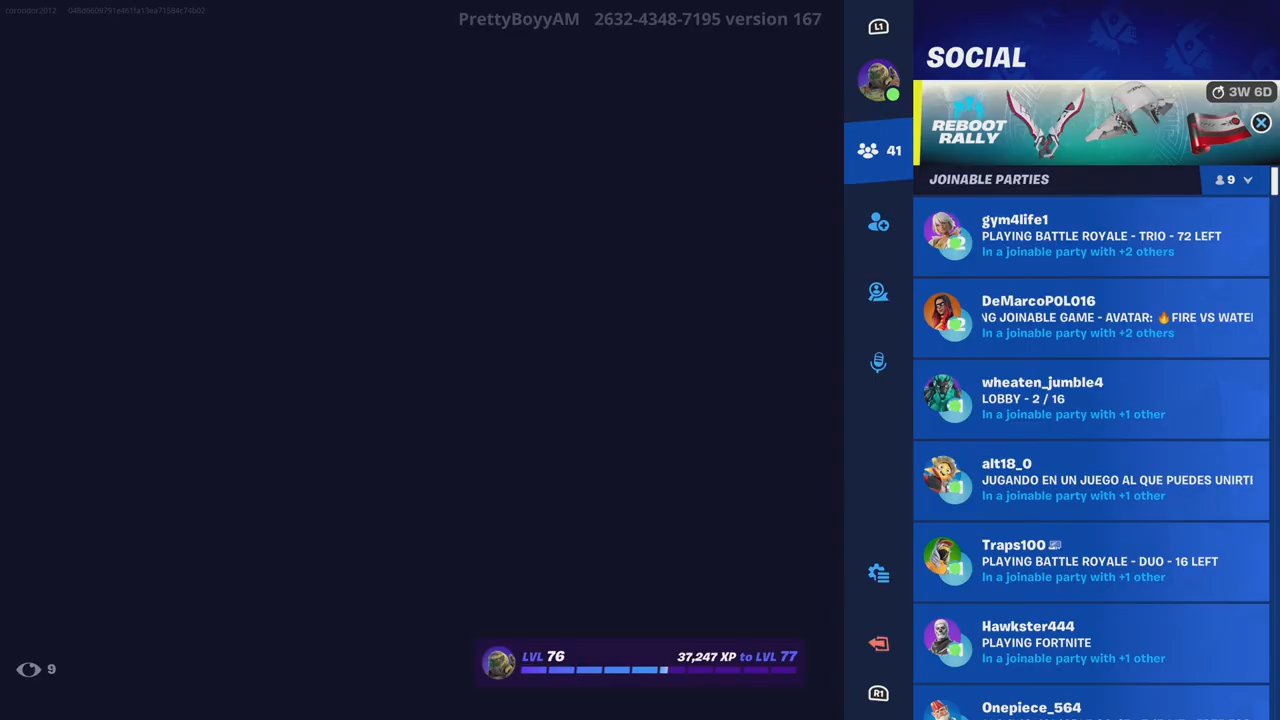 PrettyBoyyAM 2632-4348-7195 version 167
L1
SOCIAL
3W 6D
REBOOT
RALLY
41
JOINABLE PARTIES
9
gym4life1
PLAYING BATTLE ROYALE - TRIO - 72 LEFT
In a joinable party with +2 others
DeMarcoP0L016
NG JOINABLE GAME - AVATAR: 🔥FIRE VS WATE
In a joinable party with +2 others
wheaten_jumble4
LOBBY - 2 / 16
In a joinable party with +1 other
alt18_0
JUGANDO EN UN JUEGO AL QUE PUEDES UNIRTE
In a joinable party with +1 other
Traps100
PLAYING BATTLE ROYALE - DUO - 16 LEFT
In a joinable party with +1 other
Hawkster444
PLAYING FORTNITE
In a joinable party with +1 other
Onepiece_564
9
LVL 76
37,247 XP to LVL 77
R1